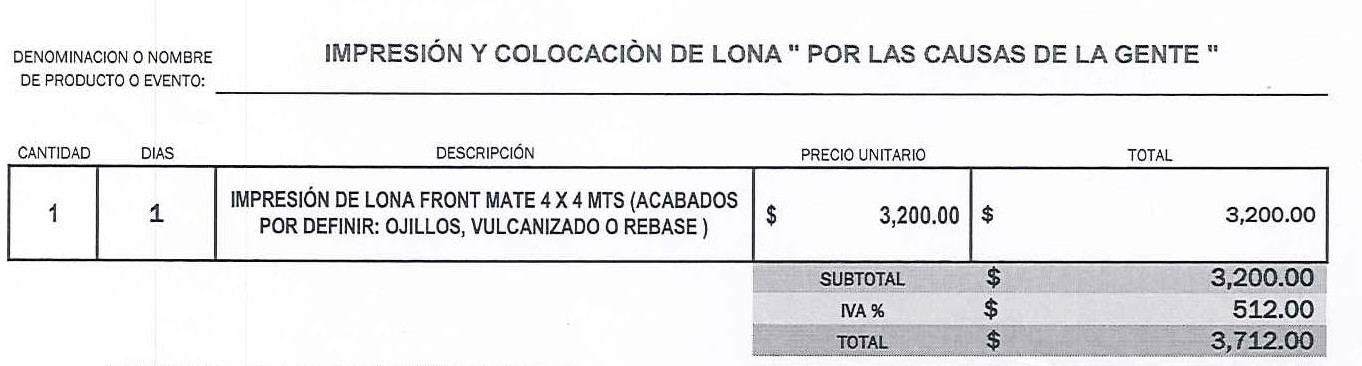 DENOMINACION O NOMBRE
DE PRODUCTO O EVENTO:
IMPRESIÓN Y COLOCACIÒN DE LONA " POR LAS CAUSAS DE LA GENTE "
CANTIDAD DIAS DESCRIPCIÓN PRECIO UNITARIO TOTAL
1 1 IMPRESIÓN DE LONA FRONT MATE 4 X 4 MTS (ACABADOS
POR DEFINIR: OJILLOS, VULCANIZADO O REBASE ) $ 3,200.00 $ 3,200.00
SUBTOTAL $ 3,200.00
IVA % $ 512.00
TOTAL $ 3,712.00